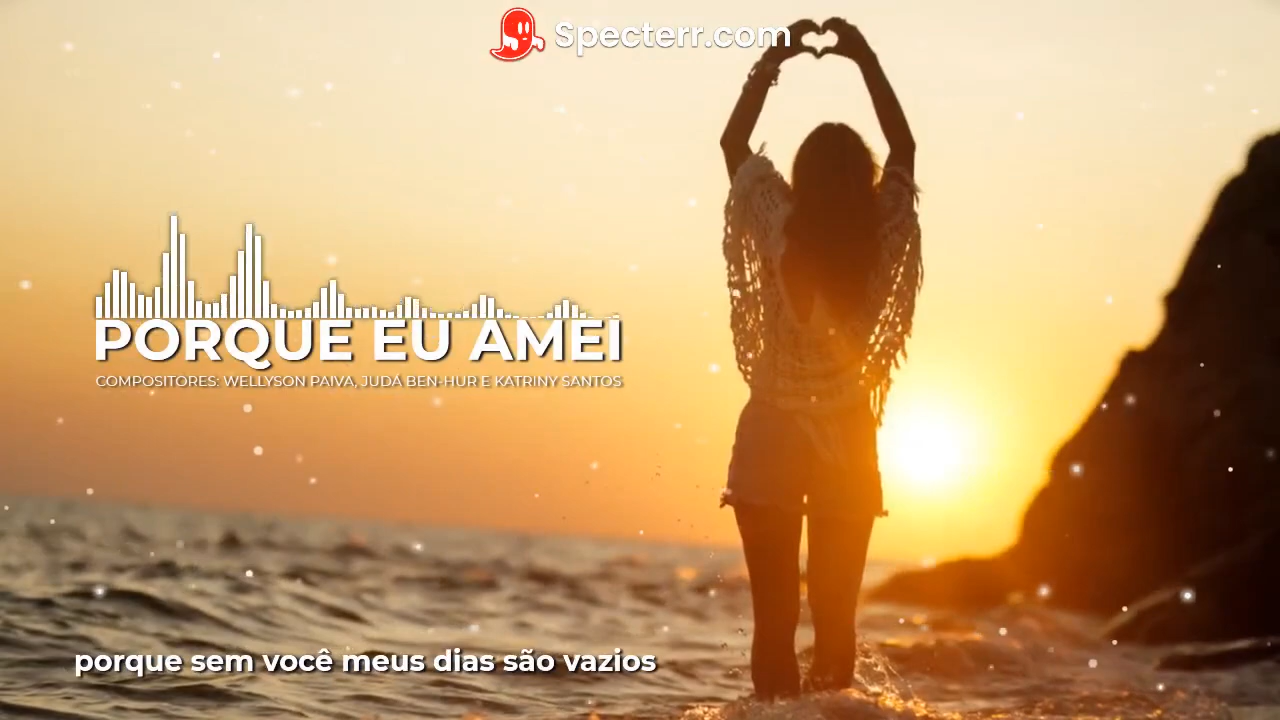 Specterr.com
PORQUE EU AMEI
COMPOSITORES: WELLYSON PAIVA, JUDÁ BEN-HUR E KATRINY SANTOS
porque sem você meus dias são vazios